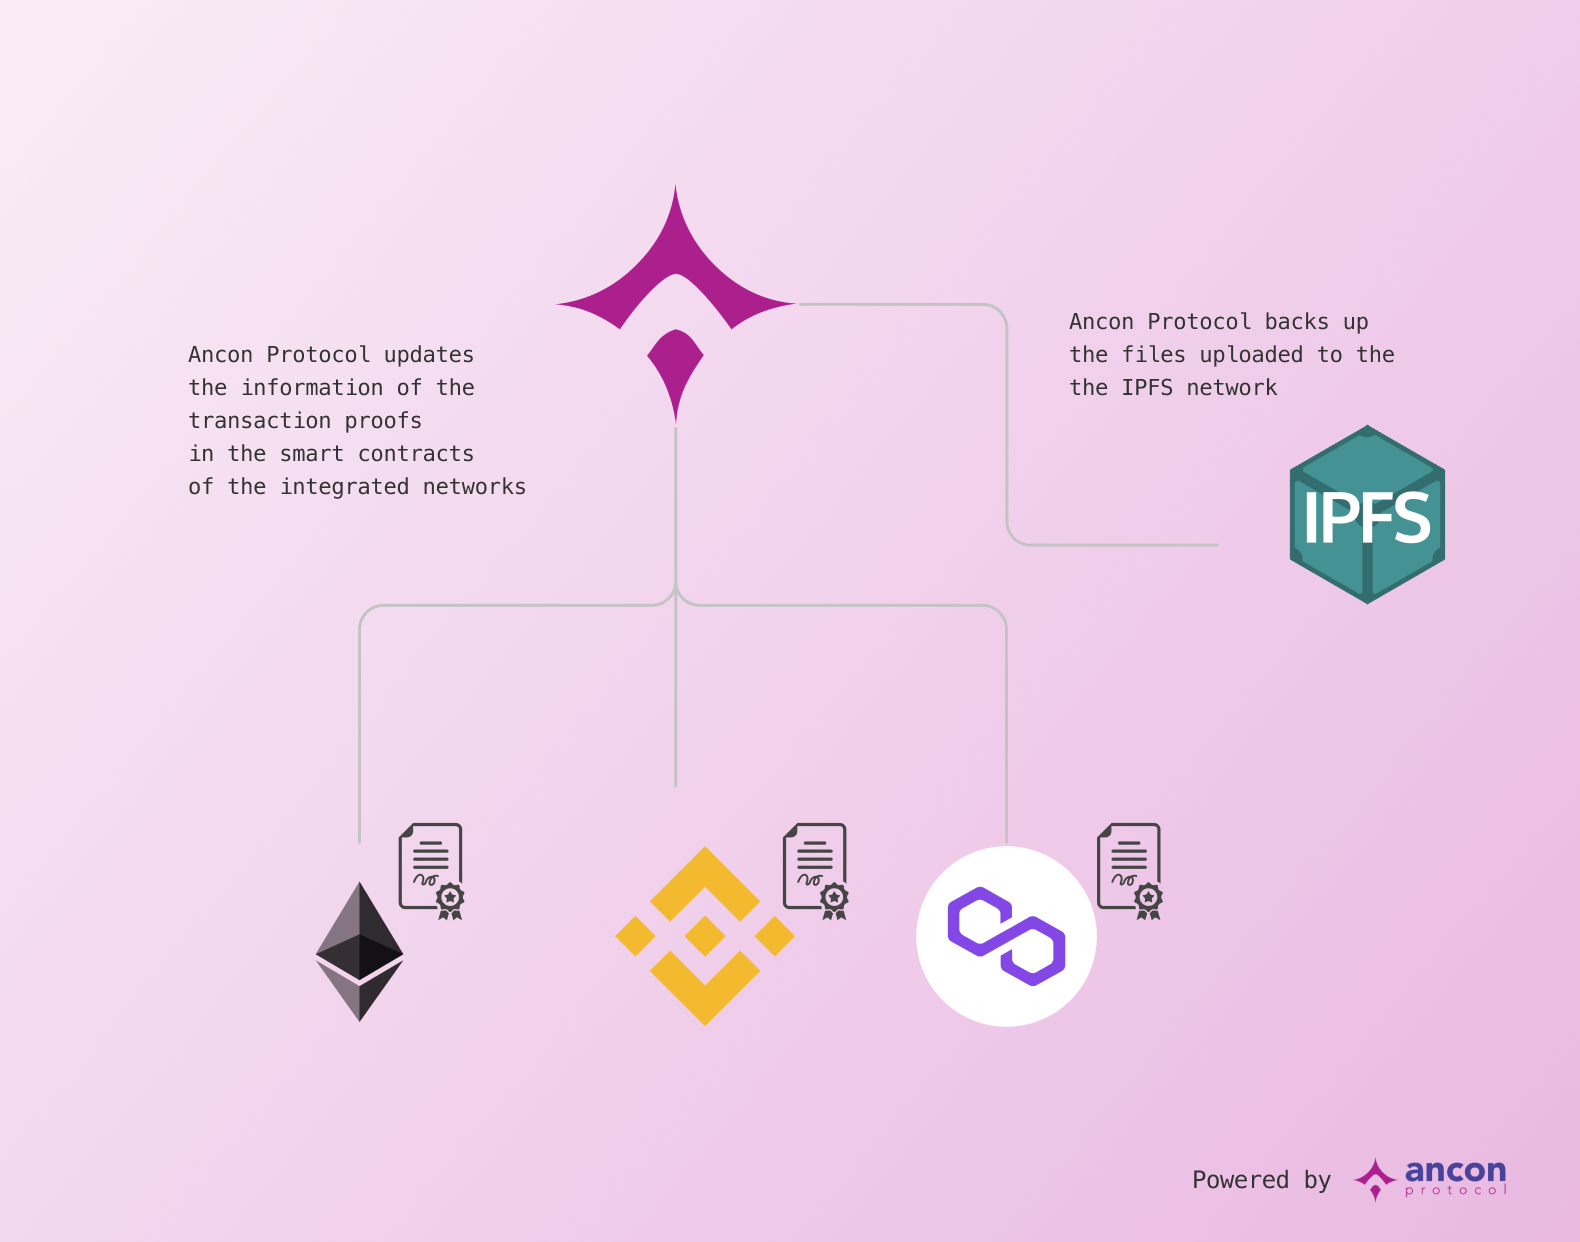 Ancon Protocol updates
the information of the
transaction proofs
in the smart contracts
of the integrated networks
Ancon Protocol backs up
the files uploaded to the
the IPFS network
IPFS
Powered by
ancon
protocol